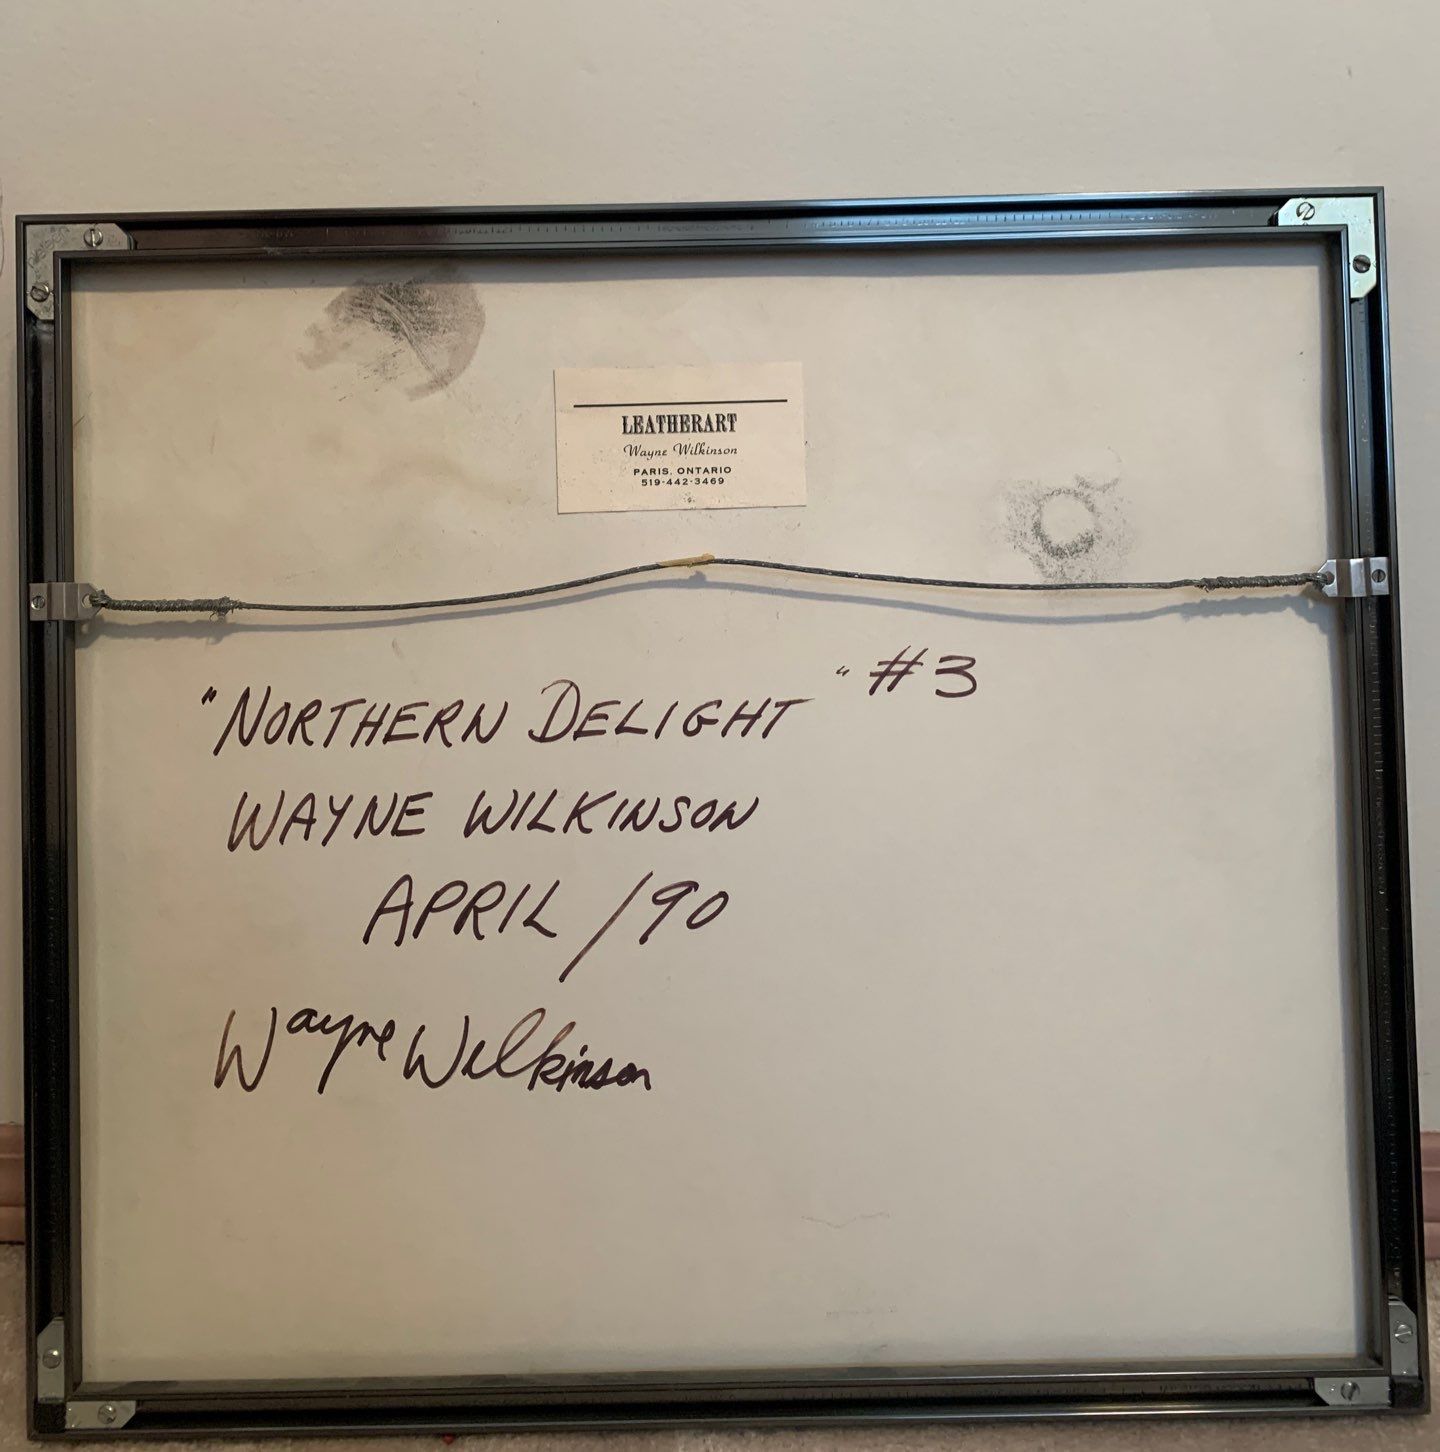 LEATHERART
Wayne Wilkinson
PARIS, ONTARIO
519-442-3469
"NORTHERN DELIGHT" #3
WAYNE WILKINSON
APRIL /90
Wayne Wilkinson